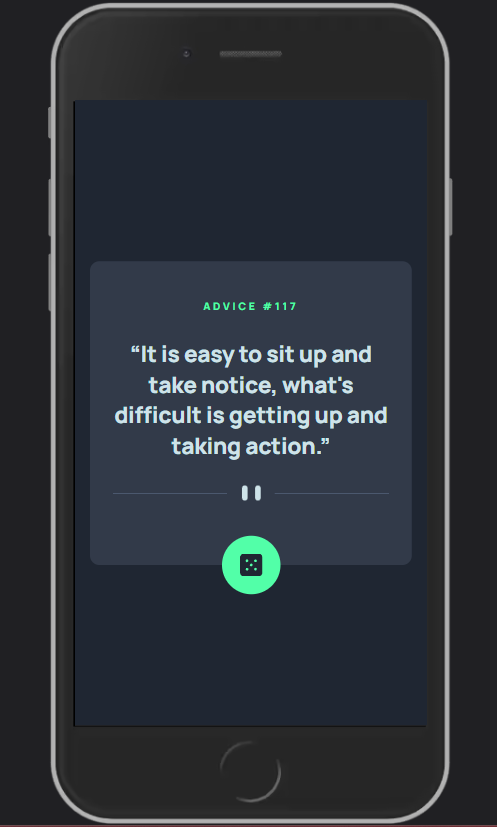 ADVICE #117
“It is easy to sit up and
take notice, what's
difficult is getting up and
taking action.”